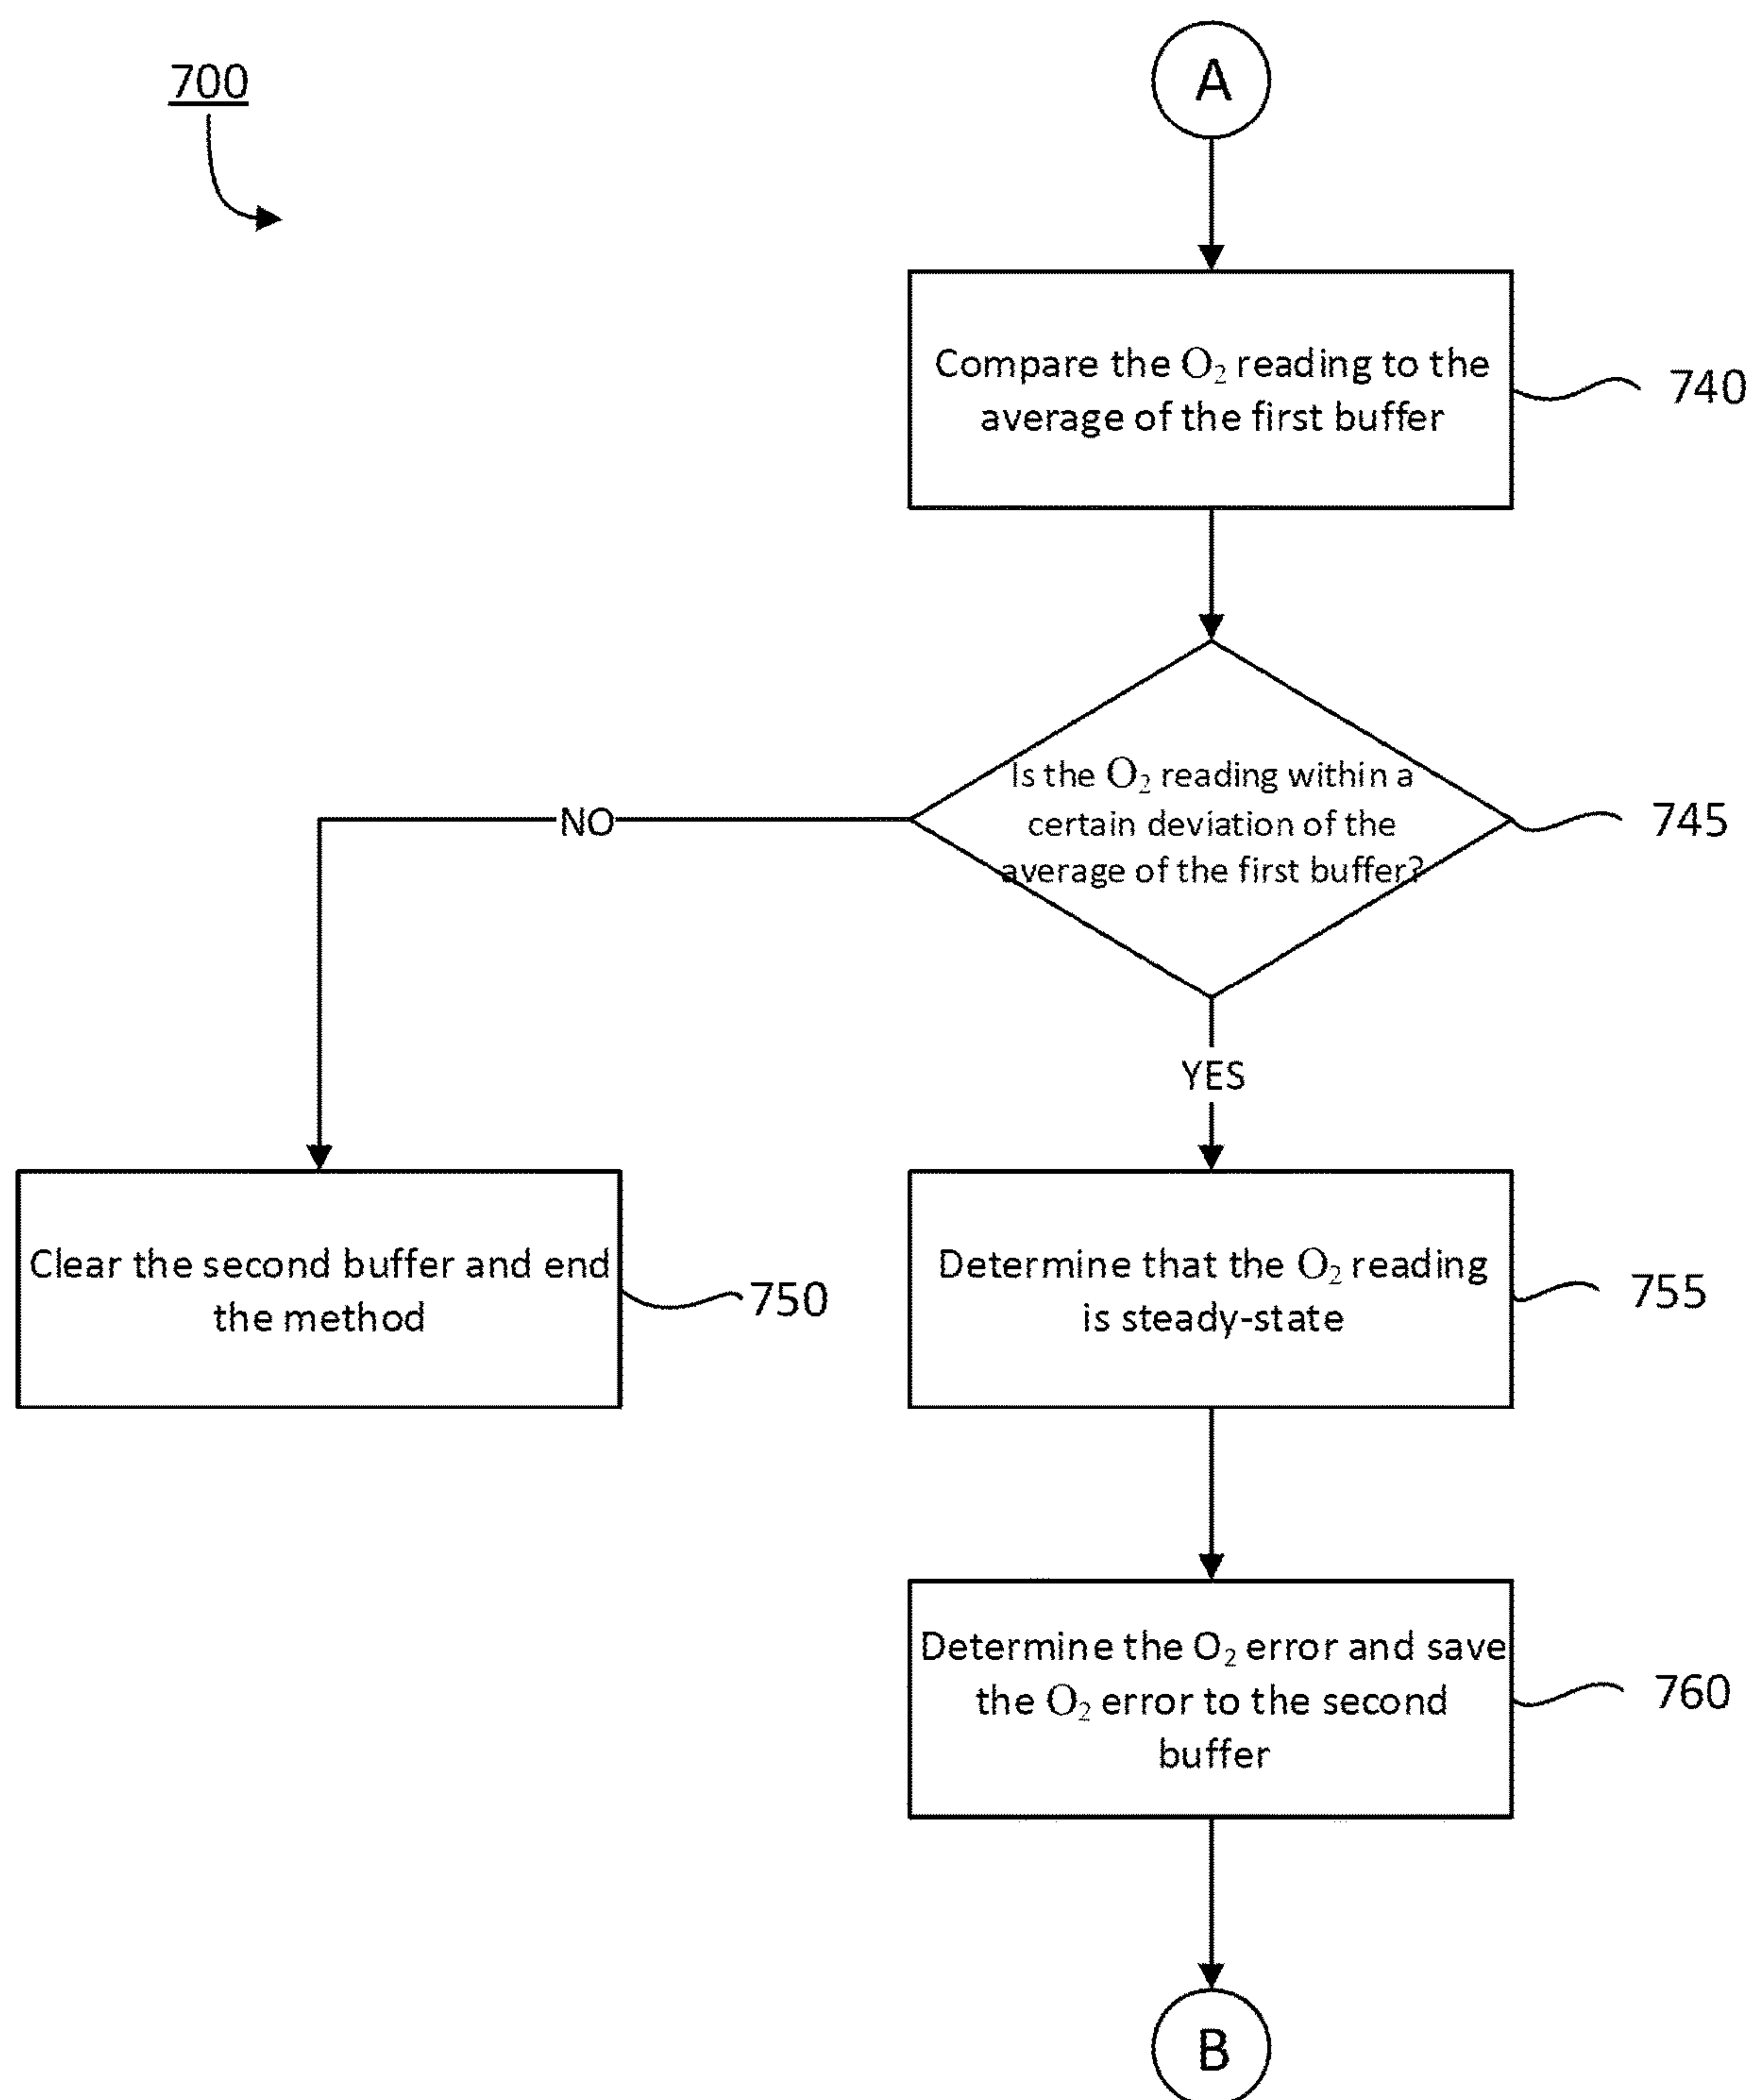 700
A
Compare the O₂ reading to the
average of the first buffer
740
Is the O₂ reading within a
certain deviation of the
average of the first buffer?
745
NO
YES
Clear the second buffer and end
the method
750
Determine that the O₂ reading
is steady-state
755
Determine the O₂ error and save
the O₂ error to the second
buffer
760
B